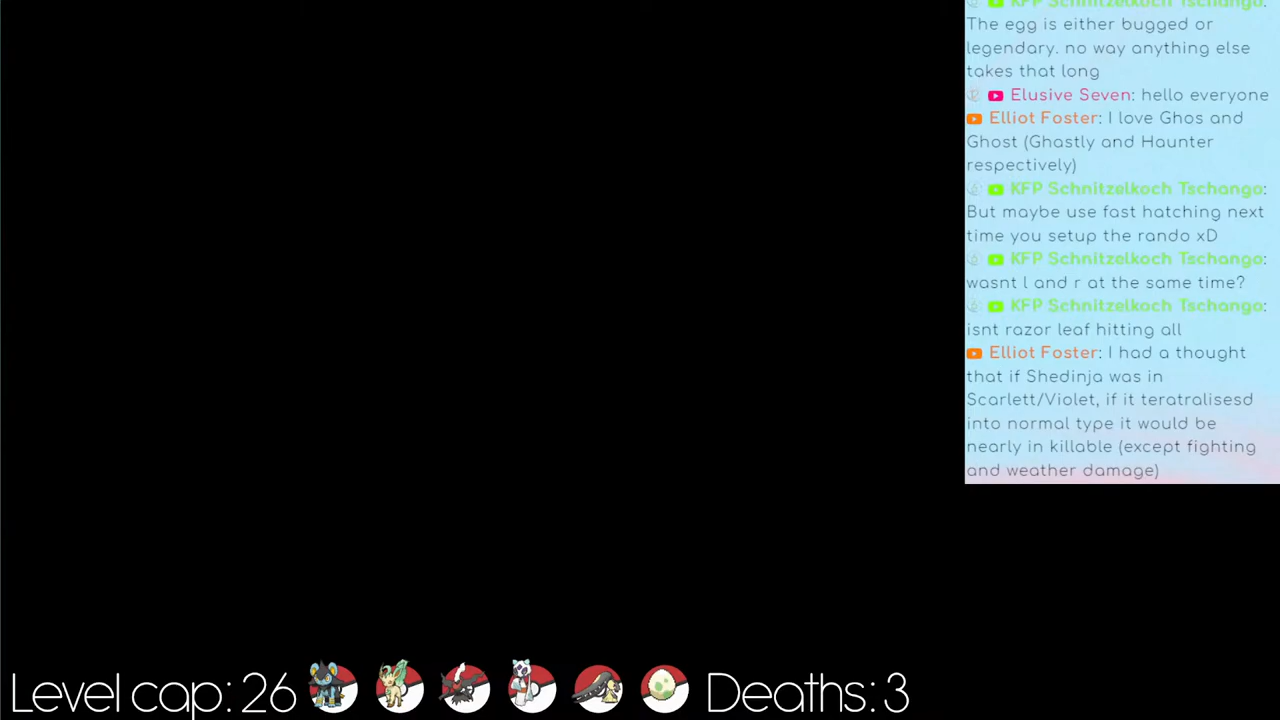 KFP Schnitzelkoch Tschango:
The egg is either bugged or
legendary. no way anything else
takes that long
Elusive Seven: hello everyone
Elliot Foster: I love Ghos and
Ghost (Ghastly and Haunter
respectively)
KFP Schnitzelkoch Tschango:
But maybe use fast hatching next
time you setup the rando xD
KFP Schnitzelkoch Tschango:
wasnt l and r at the same time?
KFP Schnitzelkoch Tschango:
isnt razor leaf hitting all
Elliot Foster: I had a thought
that if Shedinja was in
Scarlett/Violet, if it teratralisesd
into normal type it would be
nearly in killable (except fighting
and weather damage)
Level cap: 26 Deaths: 3